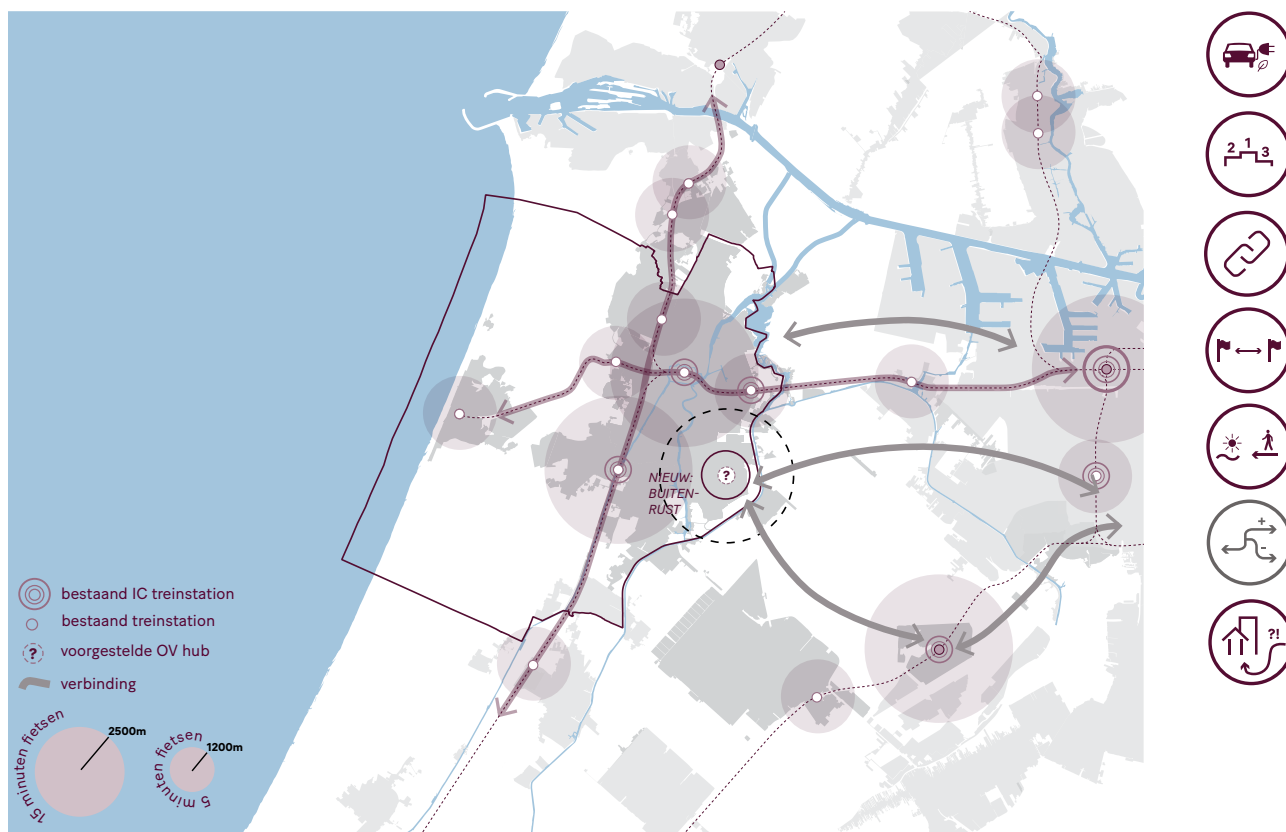 2 1 3
+
-
?!
?
NIEUW:
BUITEN-
RUST
bestaand IC treinstation
bestaand treinstation
? voorgestelde OV hub
verbinding
15 minuten fietsen
2500m
5 minuten fietsen
1200m